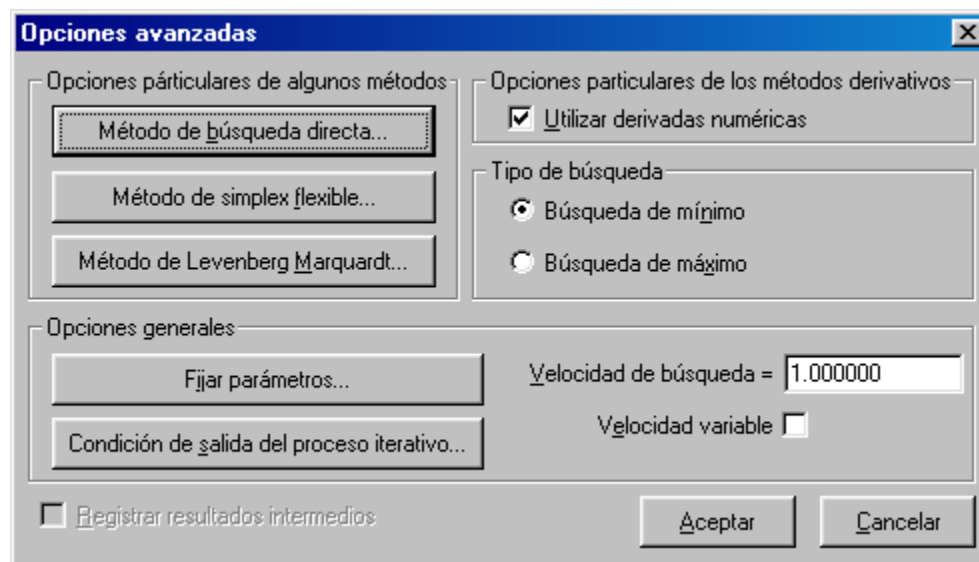 Opciones avanzadas
Opciones párticulares de algunos métodos
Método de búsqueda directa...
Método de simplex flexible...
Método de Levenberg Marquardt...
Opciones particulares de los métodos derivativos
Utilizar derivadas numéricas
Tipo de búsqueda
Búsqueda de mínimo
Búsqueda de máximo
Opciones generales
Fijar parámetros...
Condición de salida del proceso iterativo...
Velocidad de búsqueda = 1.000000
Velocidad variable
Registrar resultados intermedios
Aceptar
Cancelar